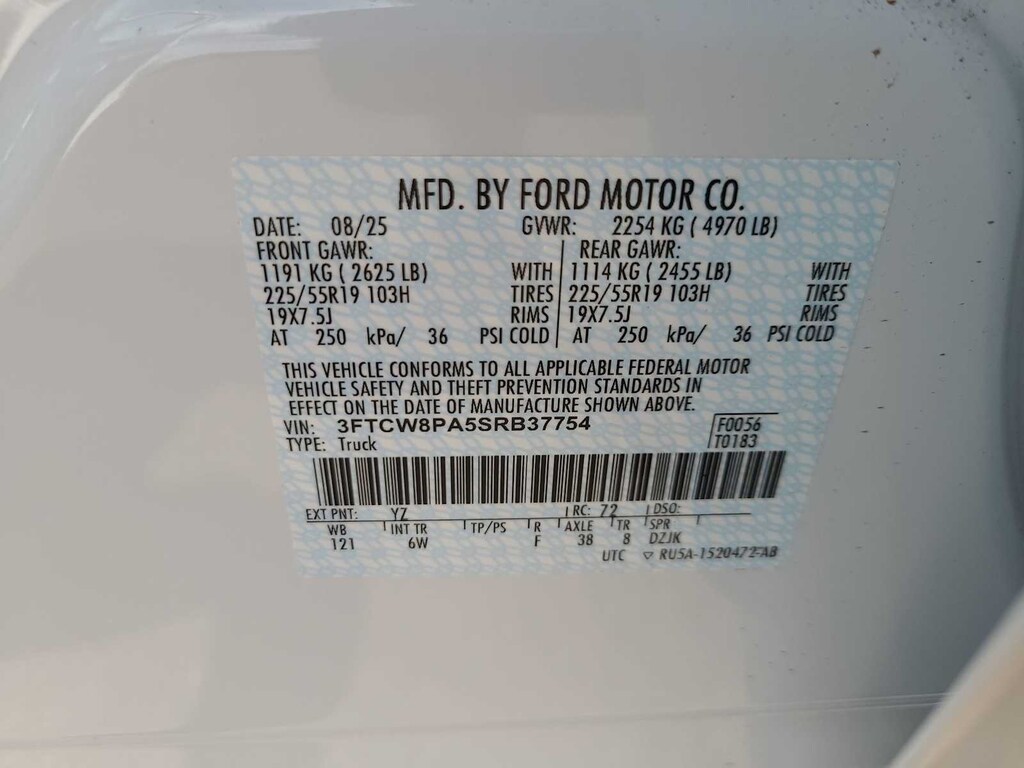 MFD. BY FORD MOTOR CO.
DATE: 08/25 GVWR: 2254 KG ( 4970 LB)
FRONT GAWR: REAR GAWR:
1191 KG ( 2625 LB) WITH 1114 KG ( 2455 LB) WITH
225/55R19 103H TIRES 225/55R19 103H TIRES
19X7.5J RIMS 19X7.5J RIMS
AT 250 kPa/ 36 PSI COLD AT 250 kPa/ 36 PSI COLD
THIS VEHICLE CONFORMS TO ALL APPLICABLE FEDERAL MOTOR
VEHICLE SAFETY AND THEFT PREVENTION STANDARDS IN
EFFECT ON THE DATE OF MANUFACTURE SHOWN ABOVE.
VIN: 3FTCW8PA5SRB37754 F0056
TYPE: Truck T0183
EXT PNT: YZ RC: 72 DSO:
WB INT TR TP/PS R AXLE TR SPR
121 6W F 38 8 DZJK
UTC ▽ RU5A-1520472-AB